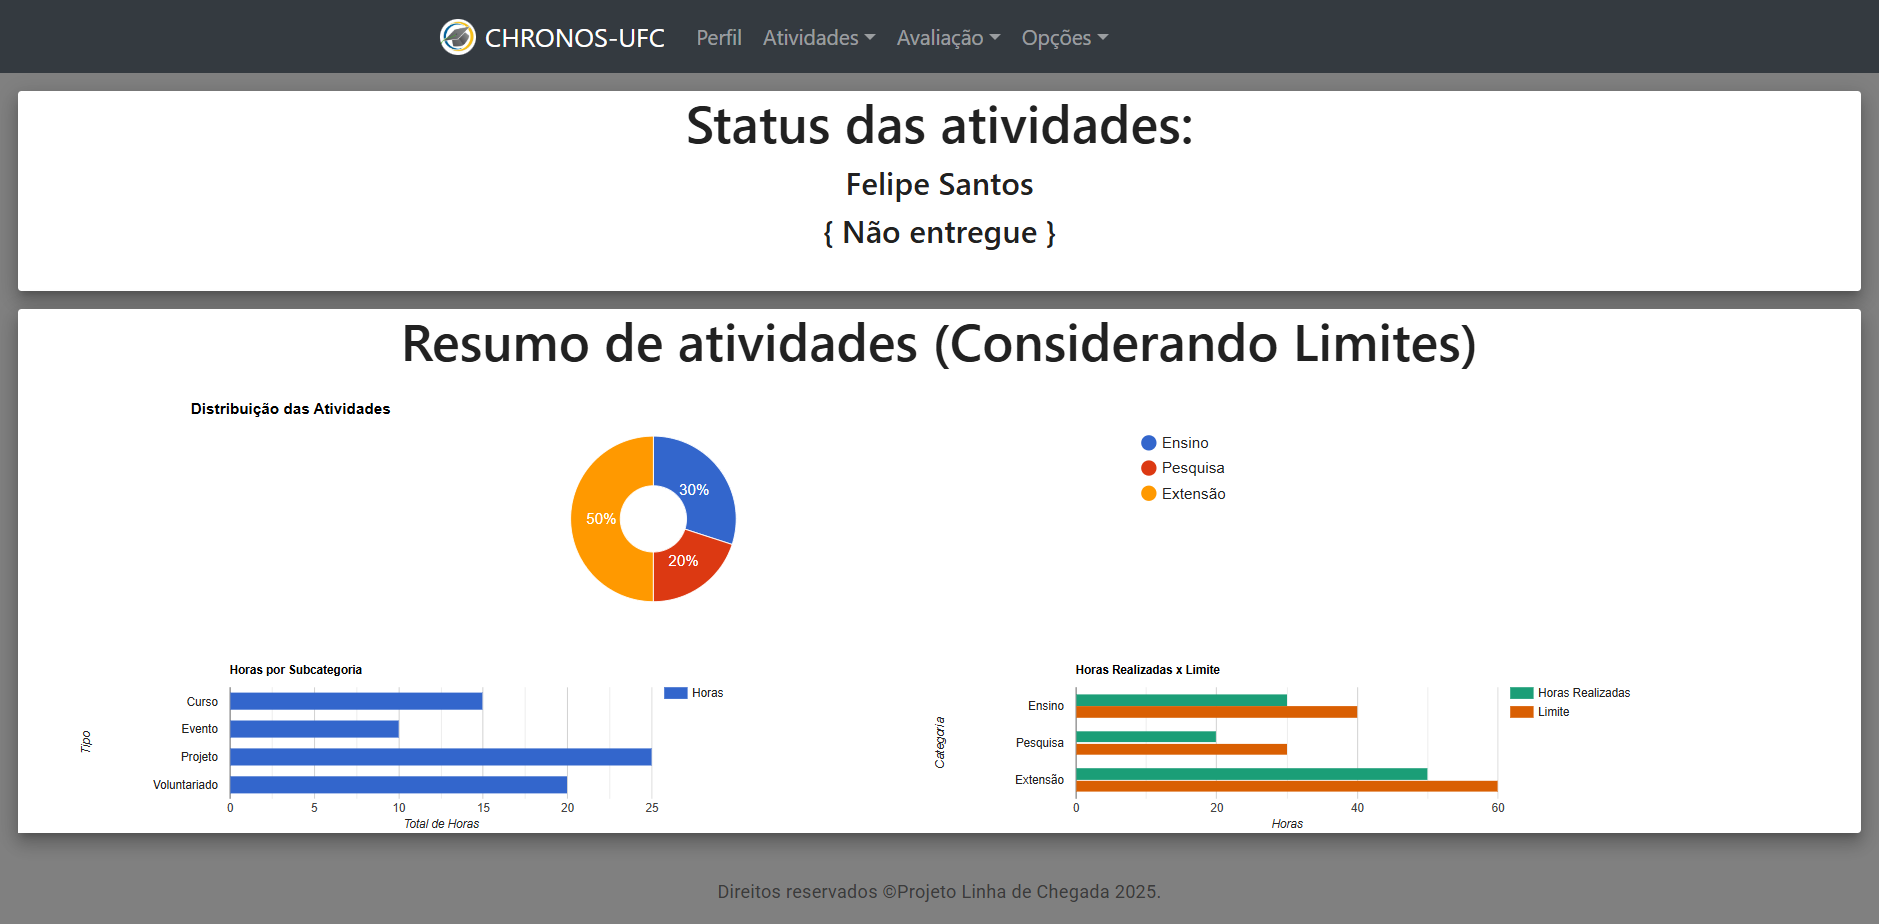 CHRONOS-UFC Perfil Atividades Avaliação Opções
Status das atividades:
Felipe Santos
{ Não entregue }
Resumo de atividades (Considerando Limites)
Distribuição das Atividades
30%
50%
20%
Ensino
Pesquisa
Extensão
Horas por Subcategoria
Horas
Tipo
Curso
Evento
Projeto
Voluntariado
0 5 10 15 20 25
Total de Horas
Horas Realizadas x Limite
Horas Realizadas
Limite
Categoria
Ensino
Pesquisa
Extensão
0 20 40 60
Horas
Direitos reservados ©Projeto Linha de Chegada 2025.